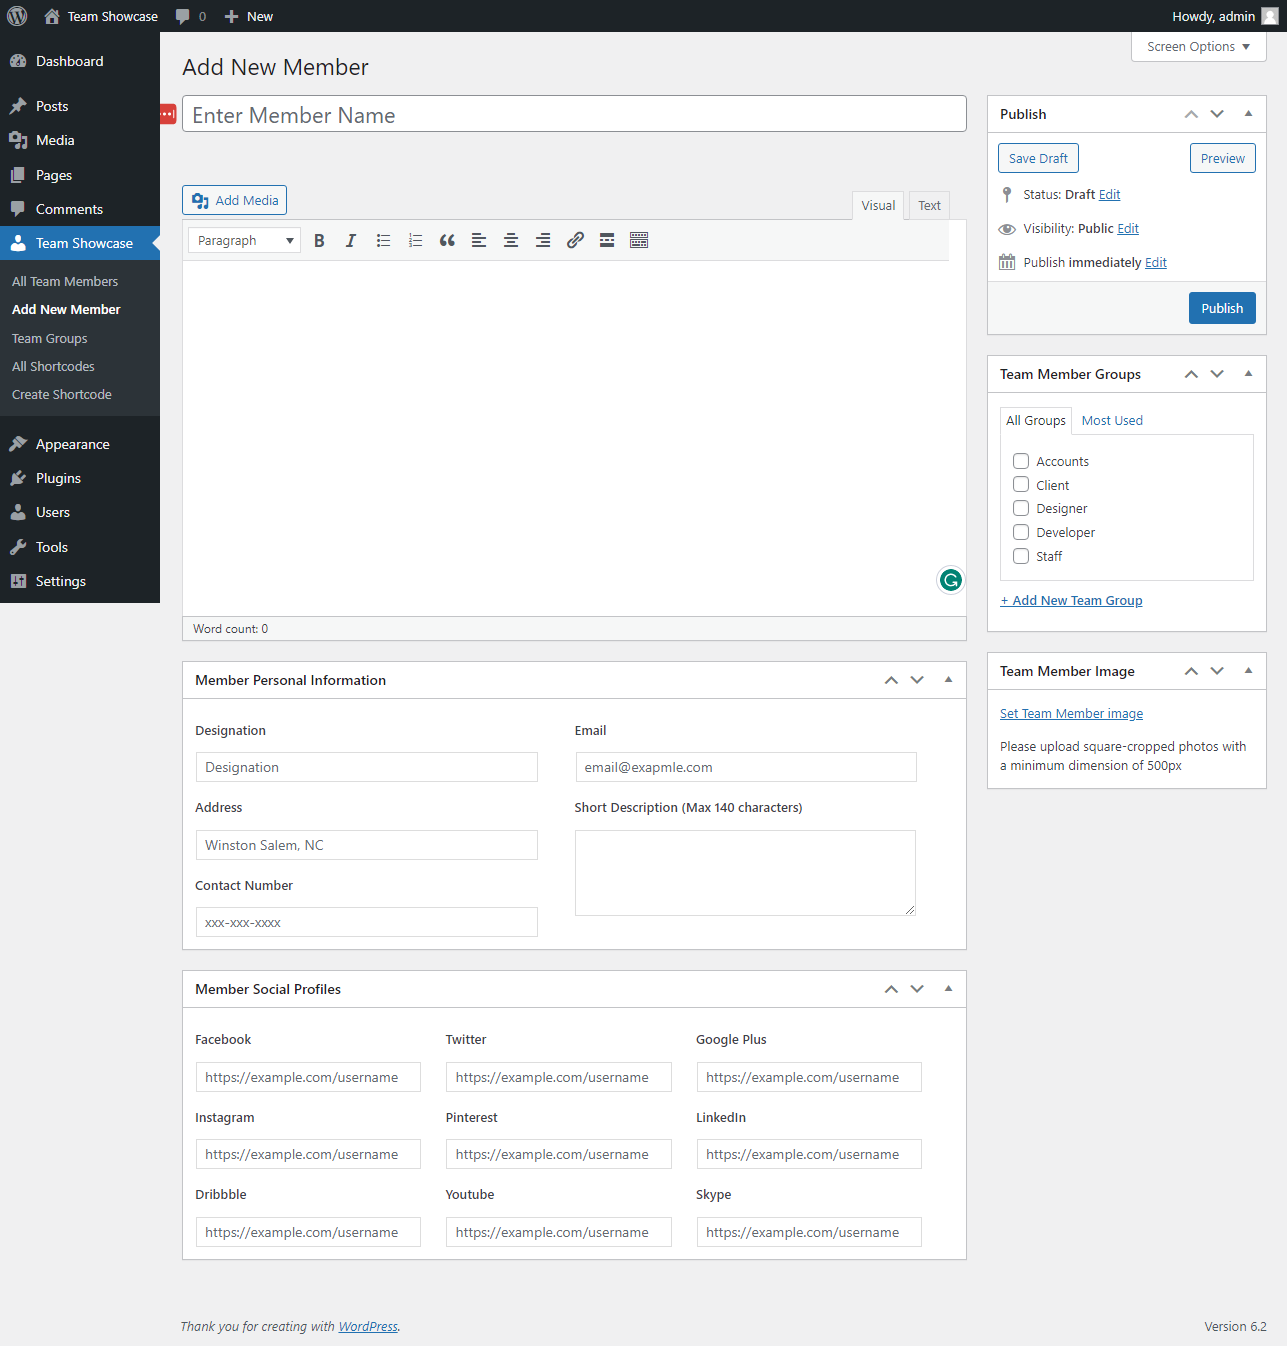 Team Showcase
0
New
Howdy, admin
Screen Options
Dashboard
Posts
Media
Pages
Comments
Team Showcase
All Team Members
Add New Member
Team Groups
All Shortcodes
Create Shortcode
Appearance
Plugins
Users
Tools
Settings
Add New Member
Enter Member Name
Add Media
Visual
Text
Paragraph
Word count: 0
Member Personal Information
Designation
Designation
Email
email@exapmle.com
Address
Winston Salem, NC
Short Description (Max 140 characters)
Contact Number
xxx-xxx-xxxx
Member Social Profiles
Facebook
https://example.com/username
Twitter
https://example.com/username
Google Plus
https://example.com/username
Instagram
https://example.com/username
Pinterest
https://example.com/username
LinkedIn
https://example.com/username
Dribbble
https://example.com/username
Youtube
https://example.com/username
Skype
https://example.com/username
Publish
Save Draft
Preview
Status: Draft Edit
Visibility: Public Edit
Publish immediately Edit
Publish
Team Member Groups
All Groups
Most Used
Accounts
Client
Designer
Developer
Staff
+ Add New Team Group
Team Member Image
Set Team Member image
Please upload square-cropped photos with
a minimum dimension of 500px
Thank you for creating with WordPress.
Version 6.2